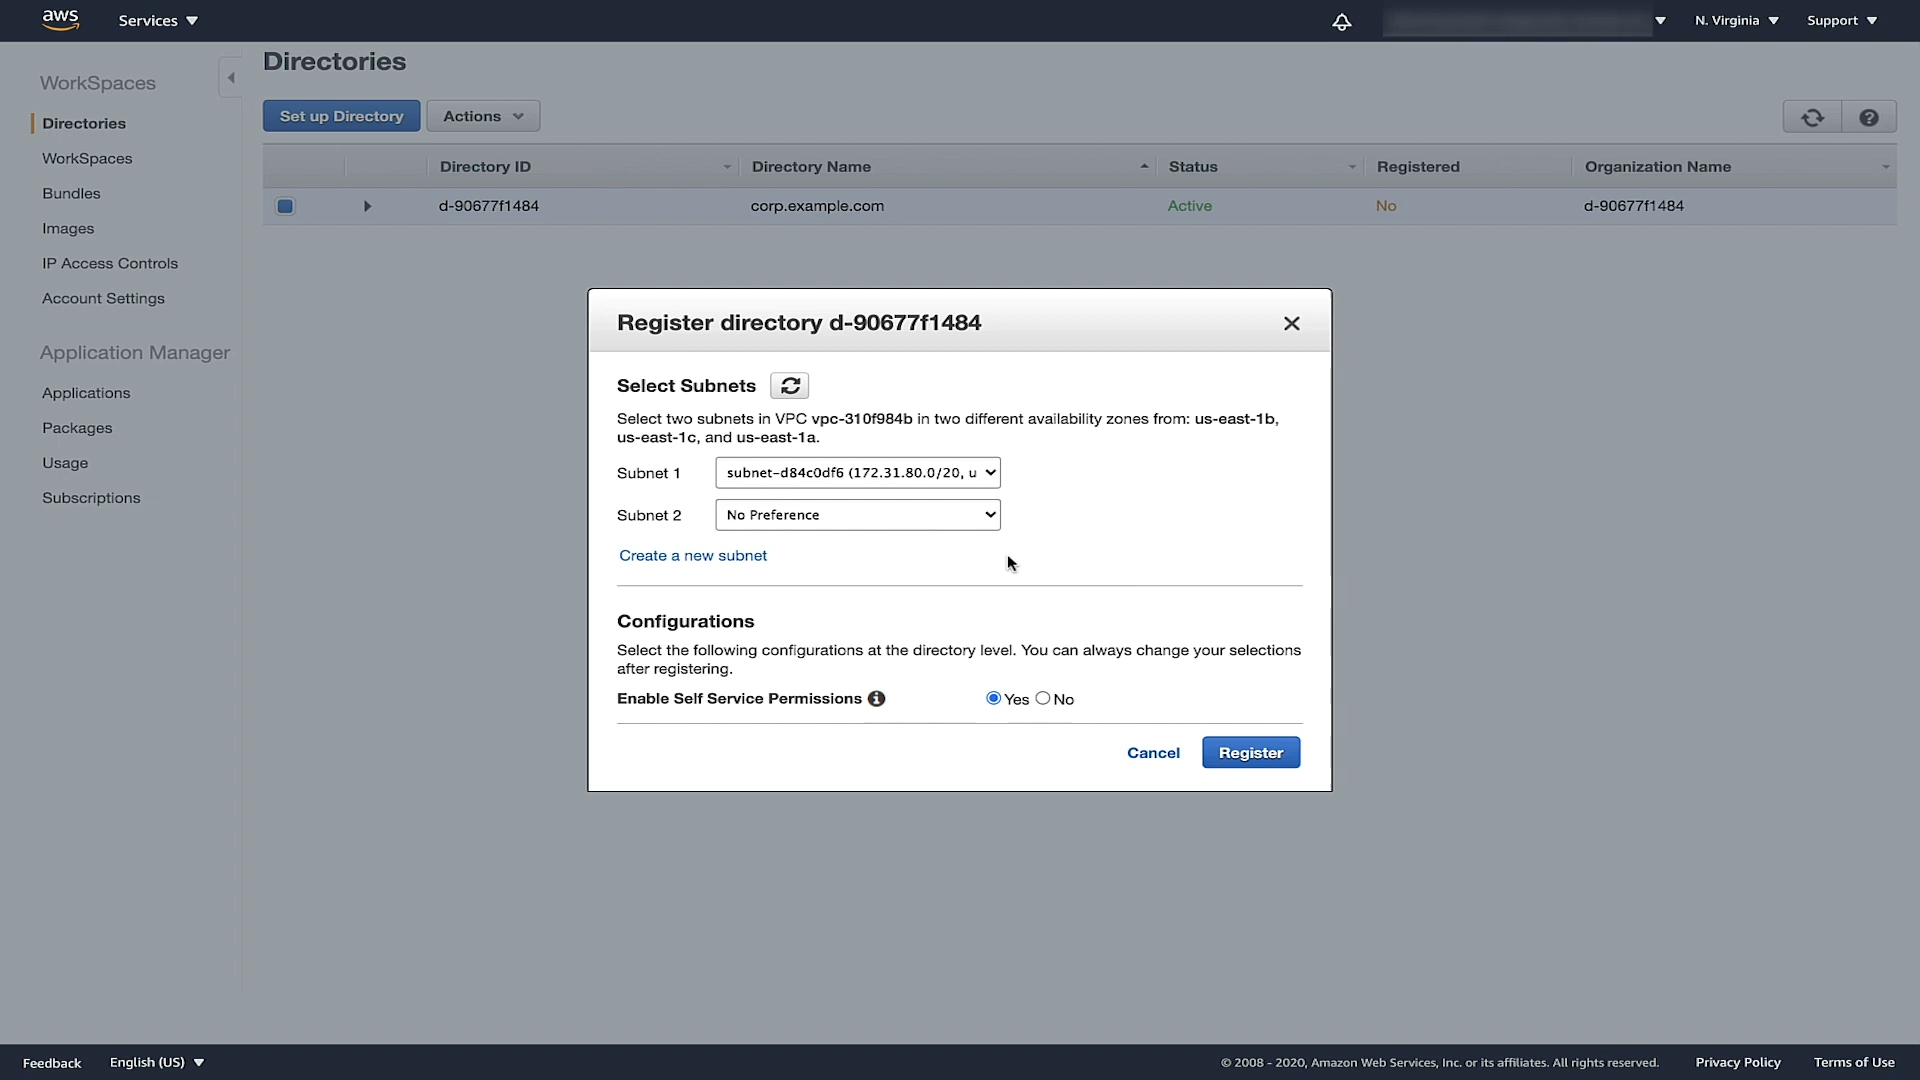 aws
Services
N. Virginia
Support
WorkSpaces
Directories
WorkSpaces
Bundles
Images
IP Access Controls
Account Settings
Application Manager
Applications
Packages
Usage
Subscriptions
Directories
Set up Directory
Actions
Directory ID
Directory Name
Status
Registered
Organization Name
d-90677f1484
corp.example.com
Active
No
d-90677f1484
Register directory d-90677f1484
Select Subnets
Select two subnets in VPC vpc-310f984b in two different availability zones from: us-east-1b,
us-east-1c, and us-east-1a.
Subnet 1
subnet-d84c0df6 (172.31.80.0/20, u
Subnet 2
No Preference
Create a new subnet
Configurations
Select the following configurations at the directory level. You can always change your selections
after registering.
Enable Self Service Permissions
Yes
No
Cancel
Register
Feedback
English (US)
© 2008 - 2020, Amazon Web Services, Inc. or its affiliates. All rights reserved.
Privacy Policy
Terms of Use